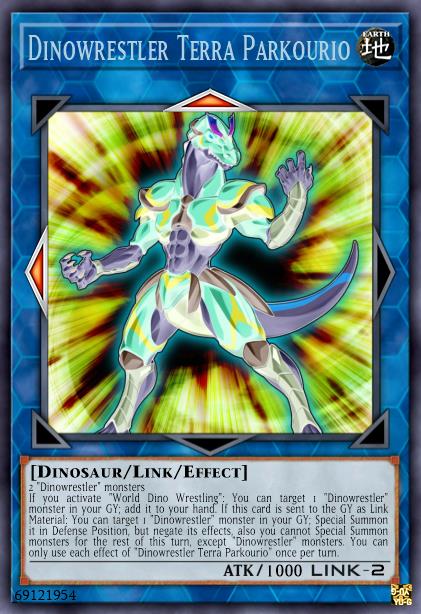 DINOWRESTLER TERRA PARKOURIO
EARTH
地
[DINOSAUR/LINK/EFFECT]
2 "Dinowrestler" monsters
If you activate "World Dino Wrestling": You can target 1 "Dinowrestler"
monster in your GY; add it to your hand. If this card is sent to the GY as Link
Material: You can target 1 "Dinowrestler" monster in your GY; Special Summon
it in Defense Position, but negate its effects, also you cannot Special Summon
monsters for the rest of this turn, except "Dinowrestler" monsters. You can
only use each effect of "Dinowrestler Terra Parkourio" once per turn.
ATK/1000 LINK-2
69121954